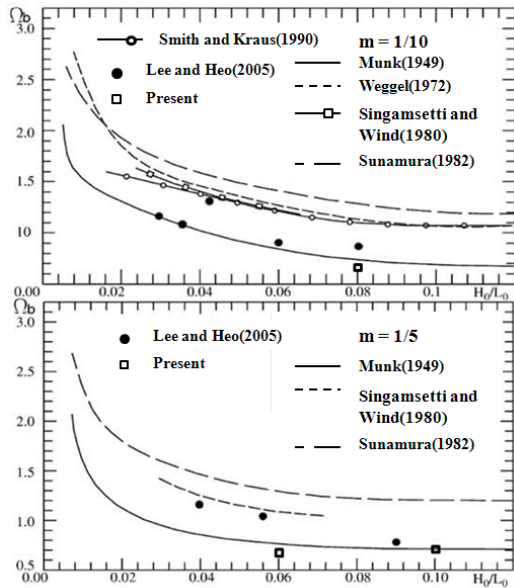 Ωb
3.0
2.5
2.0
1.5
10
0.00 0.02 0.04 0.06 0.08 0.1 H0/L0
Smith and Kraus(1990)
Lee and Heo(2005)
Present
m = 1/10
Munk(1949)
Weggel(1972)
Singamsetti and
Wind(1980)
Sunamura(1982)
Ωb
3.0
2.5
2.0
1.5
1.0
0.5
0.00 0.02 0.04 0.06 0.08 0.10 H0/L0
Lee and Heo(2005)
Present
m = 1/5
Munk(1949)
Singamsetti and
Wind(1980)
Sunamura(1982)